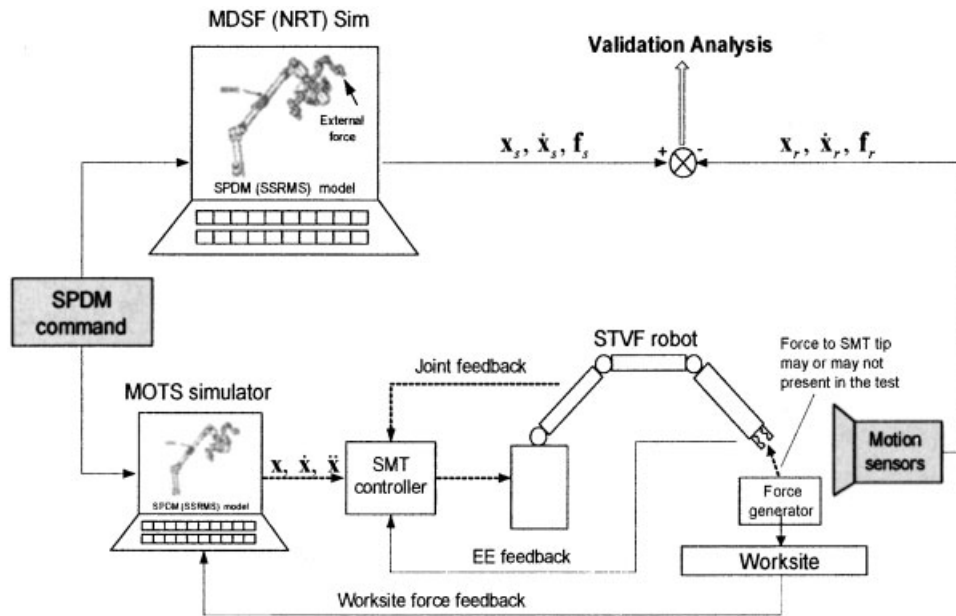 MDSF (NRT) Sim
Validation Analysis
External
force
SPDM (SSRMS) model
x_s, ẋ_s, f_s
+
-
x_r, ẋ_r, f_r
SPDM
command
STVF robot
Force to SMT tip
may or may not
present in the test
Joint feedback
MOTS simulator
SPDM (SSRMS) model
x, ẋ, ẍ
SMT
controller
Motion
sensors
Force
generator
EE feedback
Worksite
Worksite force feedback